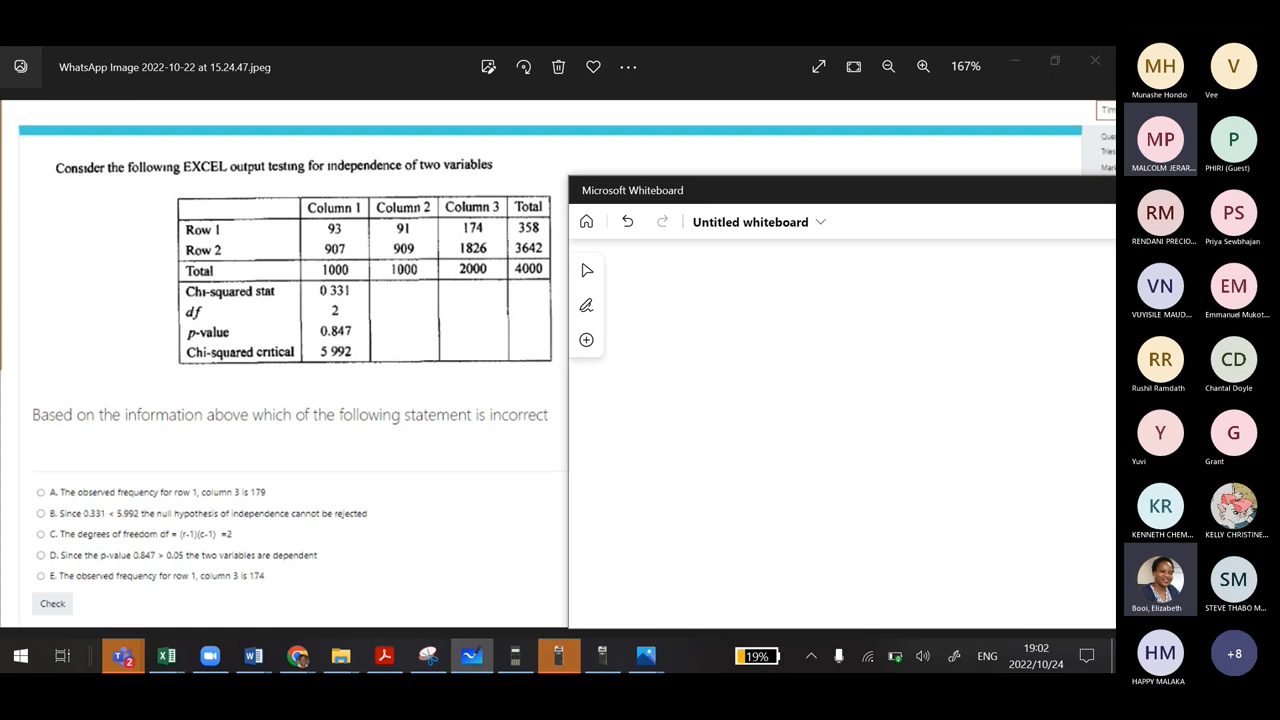 WhatsApp Image 2022-10-22 at 15.24.47.jpeg
167%
Consider the following EXCEL output testing for independence of two variables
Column 1 Column 2 Column 3 Total
Row 1 93 91 174 358
Row 2 907 909 1826 3642
Total 1000 1000 2000 4000
Chi-squared stat 0 331
df 2
p-value 0.847
Chi-squared critical 5 992
Based on the information above which of the following statement is incorrect
A. The observed frequency for row 1, column 3 is 179
B. Since 0.331 < 5.992 the null hypothesis of independence cannot be rejected
C. The degrees of freedom df = (r-1)(c-1) =2
D. Since the p-value 0.847 > 0.05 the two variables are dependent
E. The observed frequency for row 1, column 3 is 174
Check
Tim
Que
Tries
Mar
Microsoft Whiteboard
Untitled whiteboard
MH
Munashe Hondo
V
Vee
MP
MALCOLM JERAR...
P
PHIRI (Guest)
RM
RENDANI PRECIO...
PS
Priya Sewbhajan
VN
VUYISILE MAUD...
EM
Emmanuel Mukot...
RR
Rushil Ramdath
CD
Chantal Doyle
Y
Yuvi
G
Grant
KR
KENNETH CHEM...
KELLY CHRISTINE...
Booi, Elizabeth
SM
STEVE THABO M...
HM
HAPPY MALAKA
+8
2
19%
ENG
19:02
2022/10/24